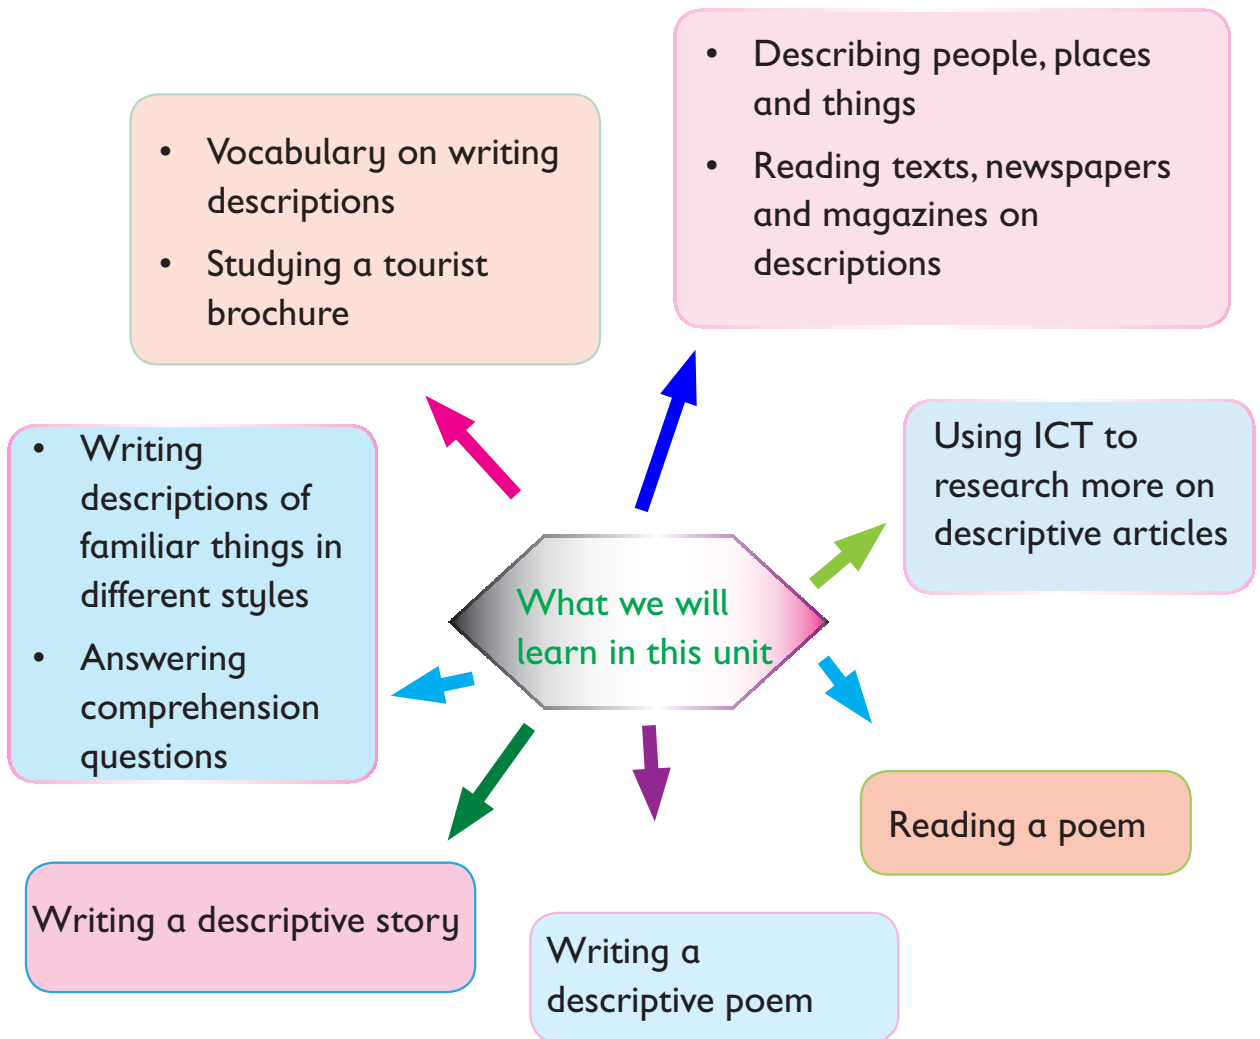 • Describing people, places
and things
• Reading texts, newspapers
and magazines on
descriptions
• Vocabulary on writing
descriptions
• Studying a tourist
brochure
Using ICT to
research more on
descriptive articles
• Writing
descriptions of
familiar things in
different styles
• Answering
comprehension
questions
What we will
learn in this unit
Reading a poem
Writing a descriptive story
Writing a
descriptive poem